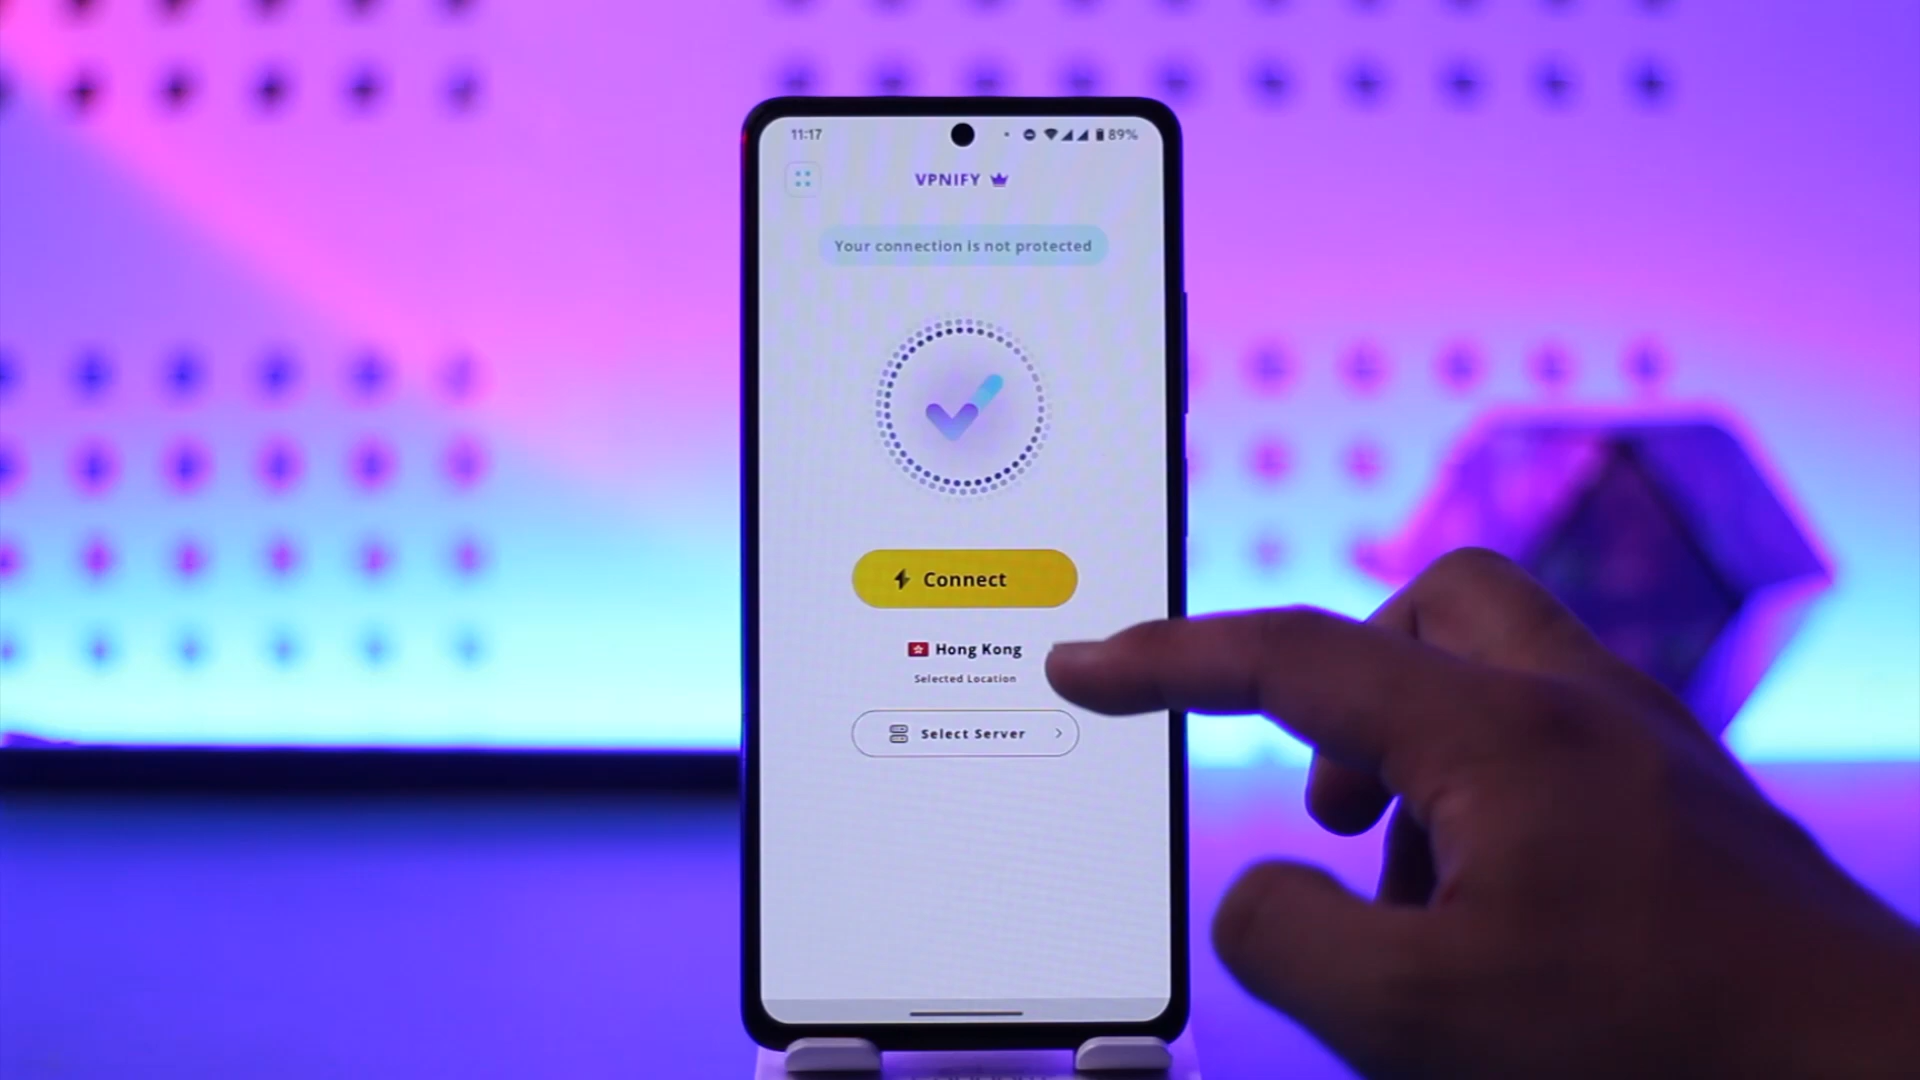 11:17 89%
VPNIFY
Your connection is not protected
Connect
Hong Kong
Selected Location
Select Server